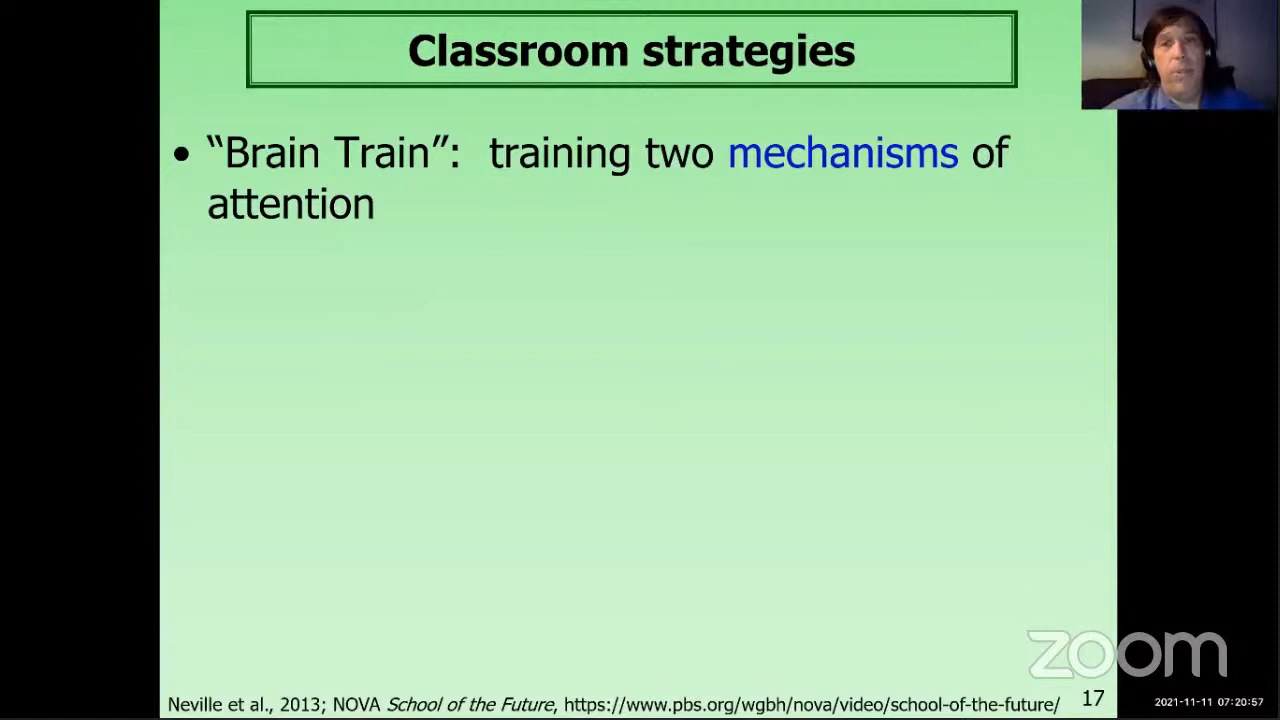 Classroom strategies
• “Brain Train”: training two mechanisms of
attention
zoom
Neville et al., 2013; NOVA School of the Future, https://www.pbs.org/wgbh/nova/video/school-of-the-future/
17
2021-11-11 07:20:57